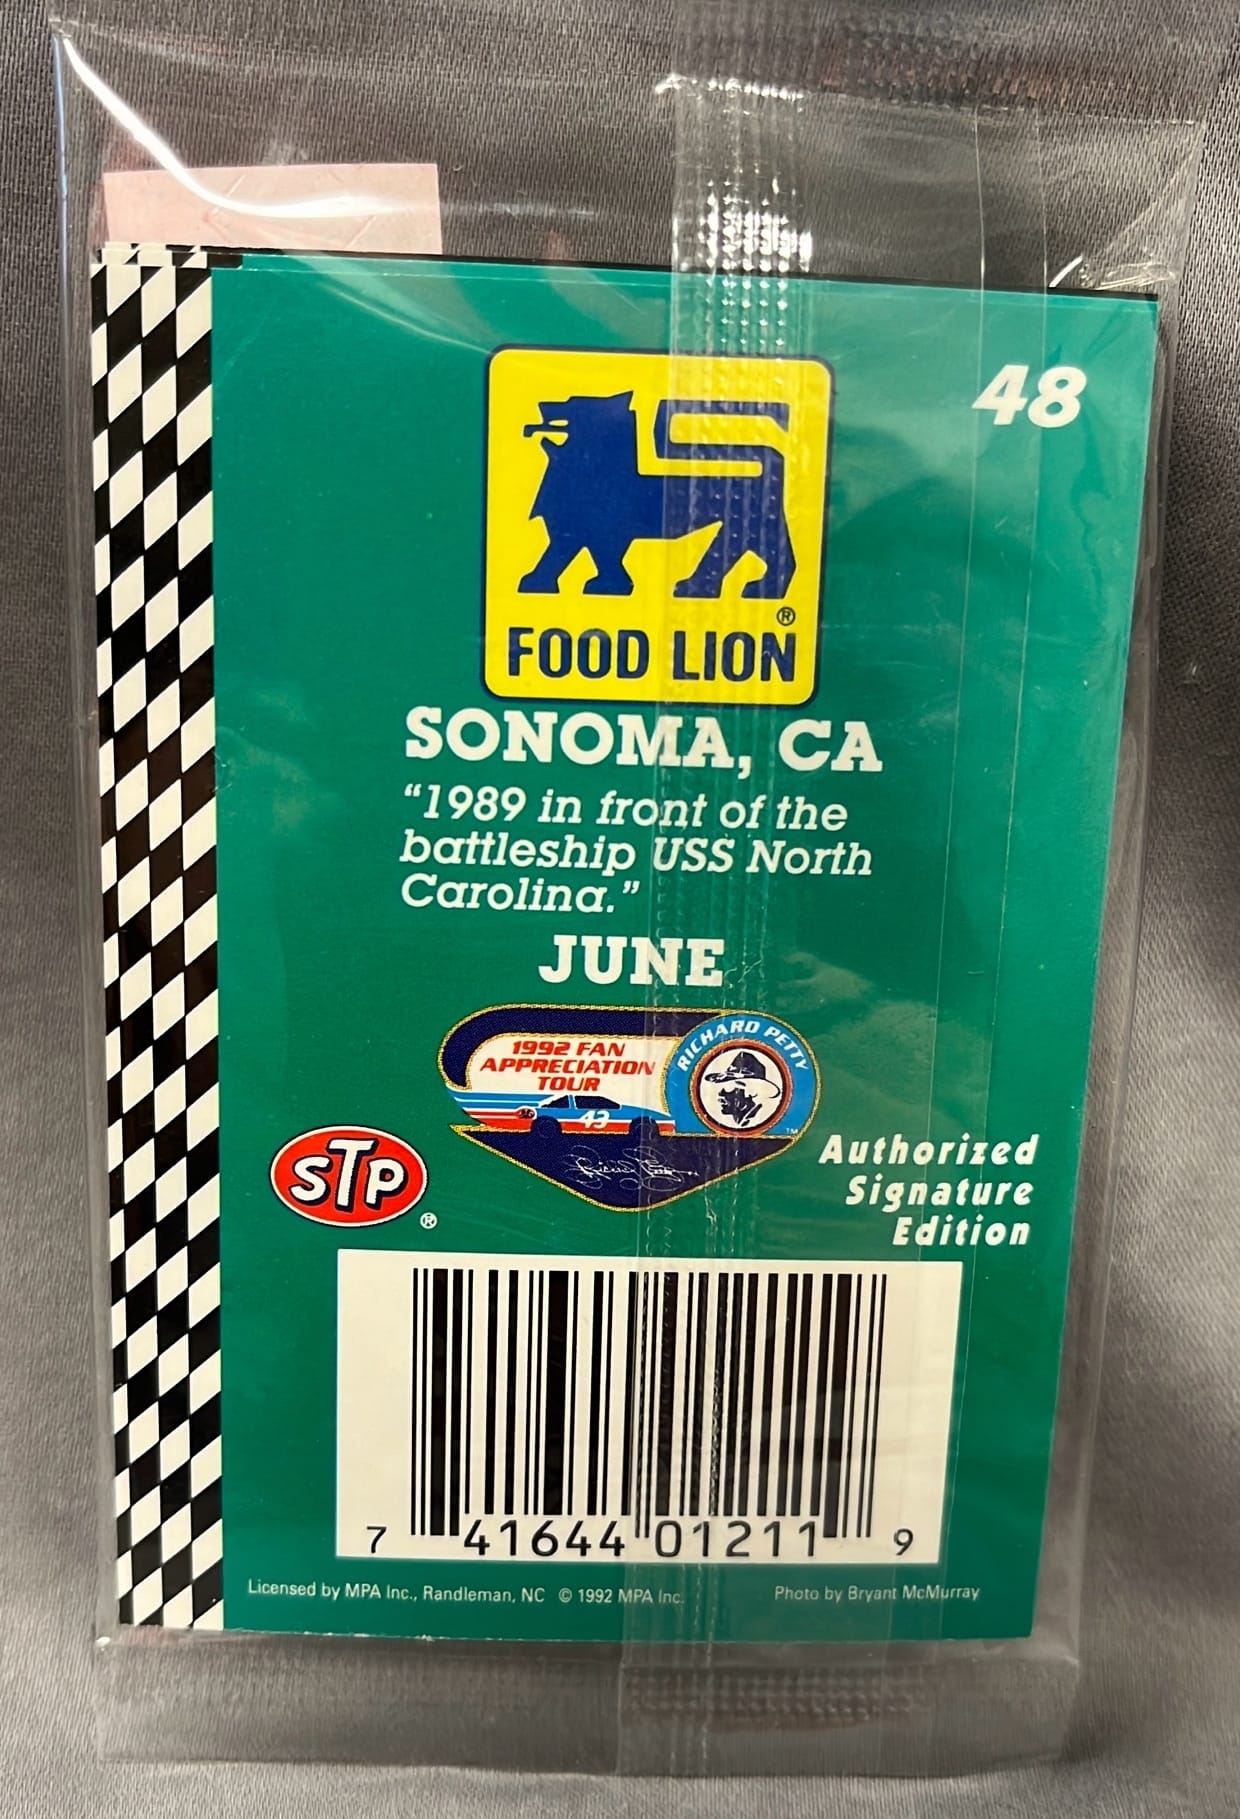 48
FOOD LION®
SONOMA, CA
“1989 in front of the
battleship USS North
Carolina.”
JUNE
1992 FAN
APPRECIATION
TOUR
RICHARD PETTY
43
STP
TM
STP®
Authorized
Signature
Edition
7 41644 01211 9
Licensed by MPA Inc., Randleman, NC © 1992 MPA Inc.
Photo by Bryant McMurray